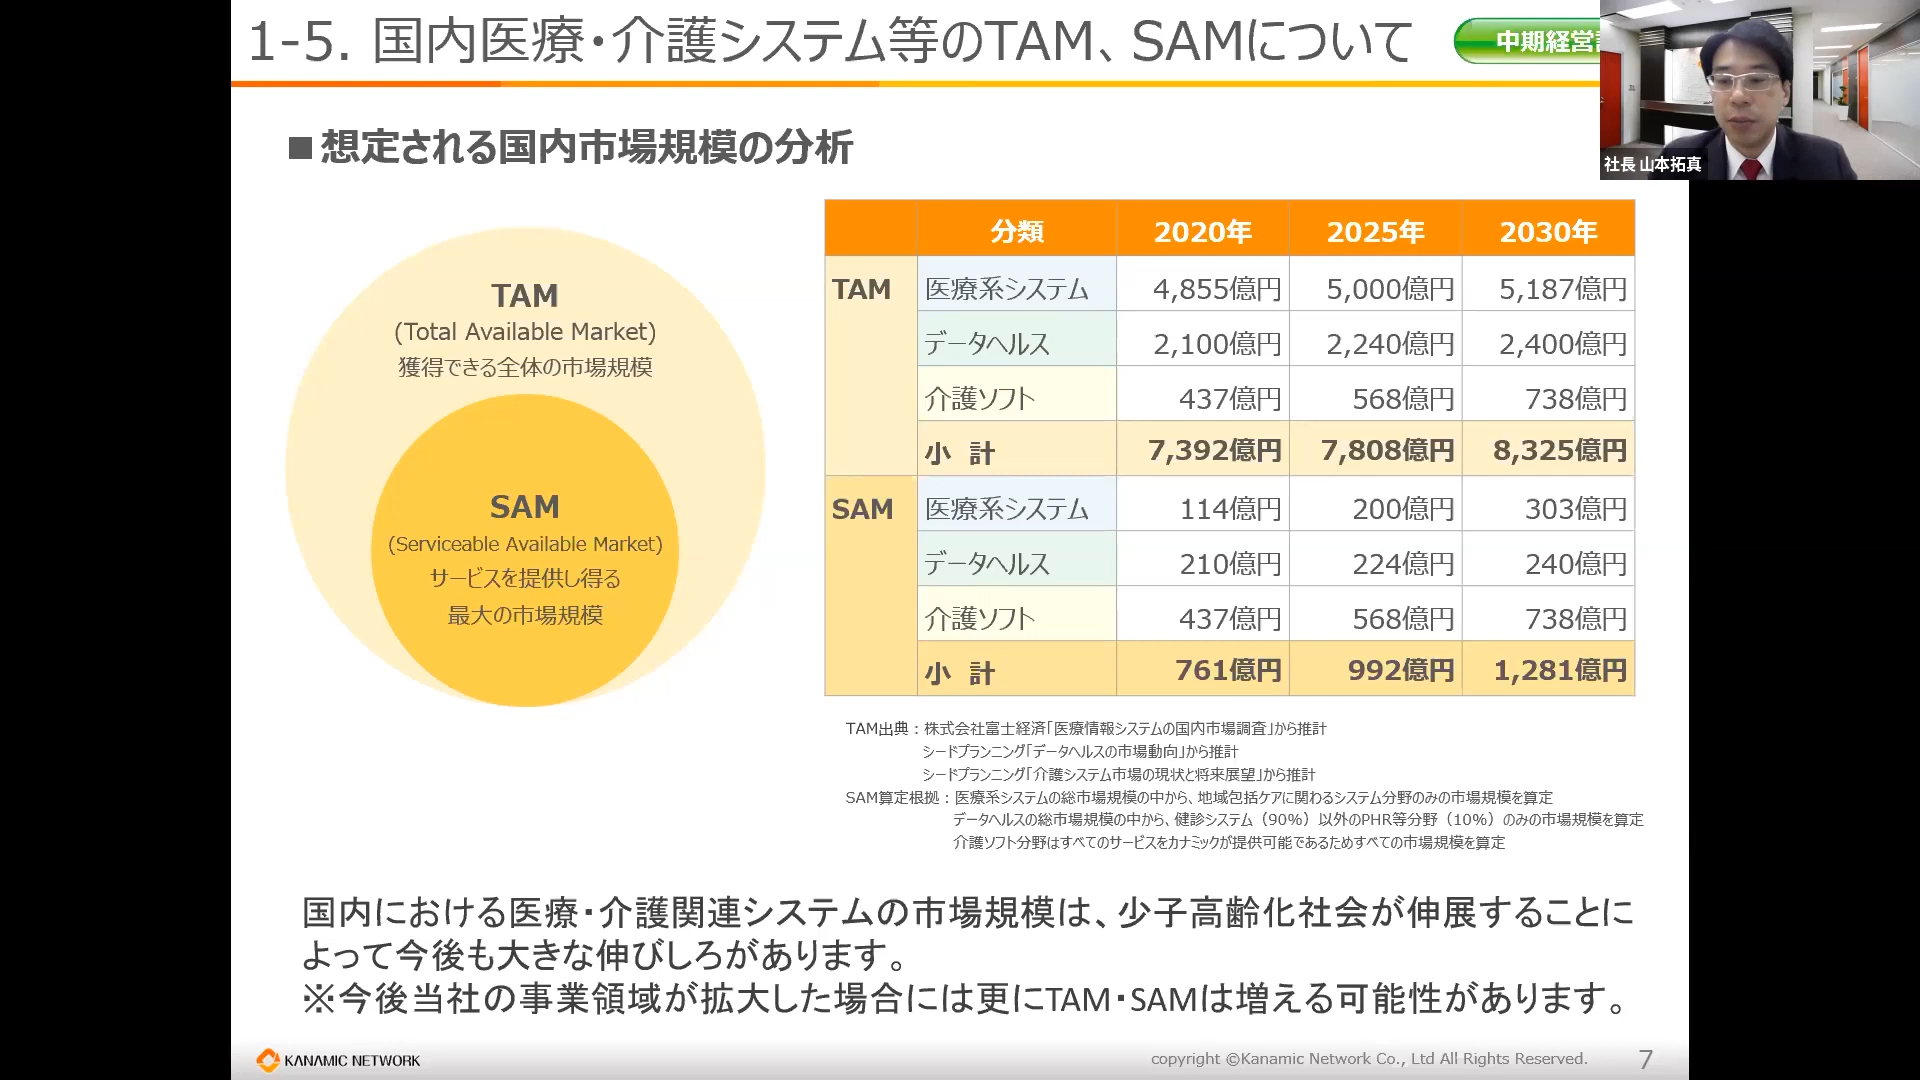 1-5. 国内医療・介護システム等のTAM、SAMについて
中期経営
社長 山本拓真
■想定される国内市場規模の分析
TAM
(Total Available Market)
獲得できる全体の市場規模
SAM
(Serviceable Available Market)
サービスを提供し得る
最大の市場規模
分類 2020年 2025年 2030年
TAM 医療系システム 4,855億円 5,000億円 5,187億円
データヘルス 2,100億円 2,240億円 2,400億円
介護ソフト 437億円 568億円 738億円
小 計 7,392億円 7,808億円 8,325億円
SAM 医療系システム 114億円 200億円 303億円
データヘルス 210億円 224億円 240億円
介護ソフト 437億円 568億円 738億円
小 計 761億円 992億円 1,281億円
TAM出典：株式会社富士経済「医療情報システムの国内市場調査」から推計
シードプランニング「データヘルスの市場動向」から推計
シードプランニング「介護システム市場の現状と将来展望」から推計
SAM算定根拠：医療系システムの総市場規模の中から、地域包括ケアに関わるシステム分野のみの市場規模を算定
データヘルスの総市場規模の中から、健診システム（90%）以外のPHR等分野（10%）のみの市場規模を算定
介護ソフト分野はすべてのサービスをカナミックが提供可能であるためすべての市場規模を算定
国内における医療・介護関連システムの市場規模は、少子高齢化社会が伸展することに
よって今後も大きな伸びしろがあります。
※今後当社の事業領域が拡大した場合には更にTAM・SAMは増える可能性があります。
KANAMIC NETWORK
copyright ©Kanamic Network Co., Ltd All Rights Reserved.
7